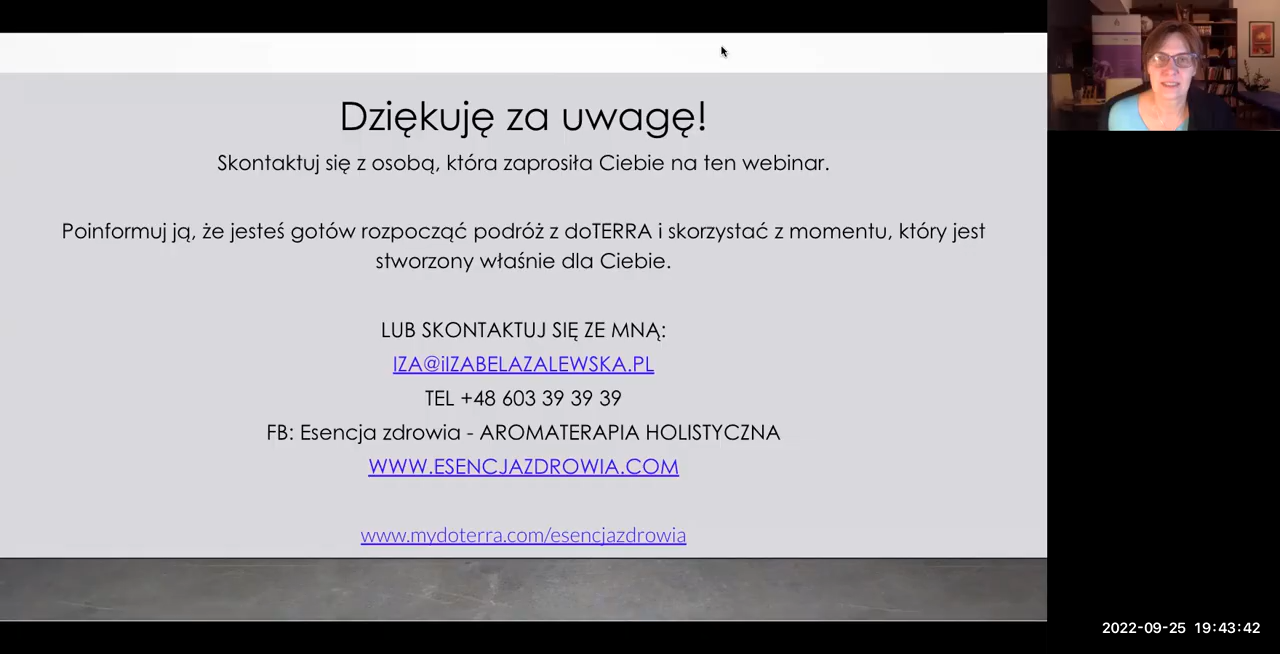 Dziękuję za uwagę!
Skontaktuj się z osobą, która zaprosiła Ciebie na ten webinar.
Poinformuj ją, że jesteś gotów rozpocząć podróż z doTERRA i skorzystać z momentu, który jest
stworzony właśnie dla Ciebie.
LUB SKONTAKTUJ SIĘ ZE MNĄ:
IZA@iIZABELAZALEWSKA.PL
TEL +48 603 39 39 39
FB: Esencja zdrowia - AROMATERAPIA HOLISTYCZNA
WWW.ESENCJAZDROWIA.COM
www.mydoterra.com/esencjazdrowia
2022-09-25 19:43:42